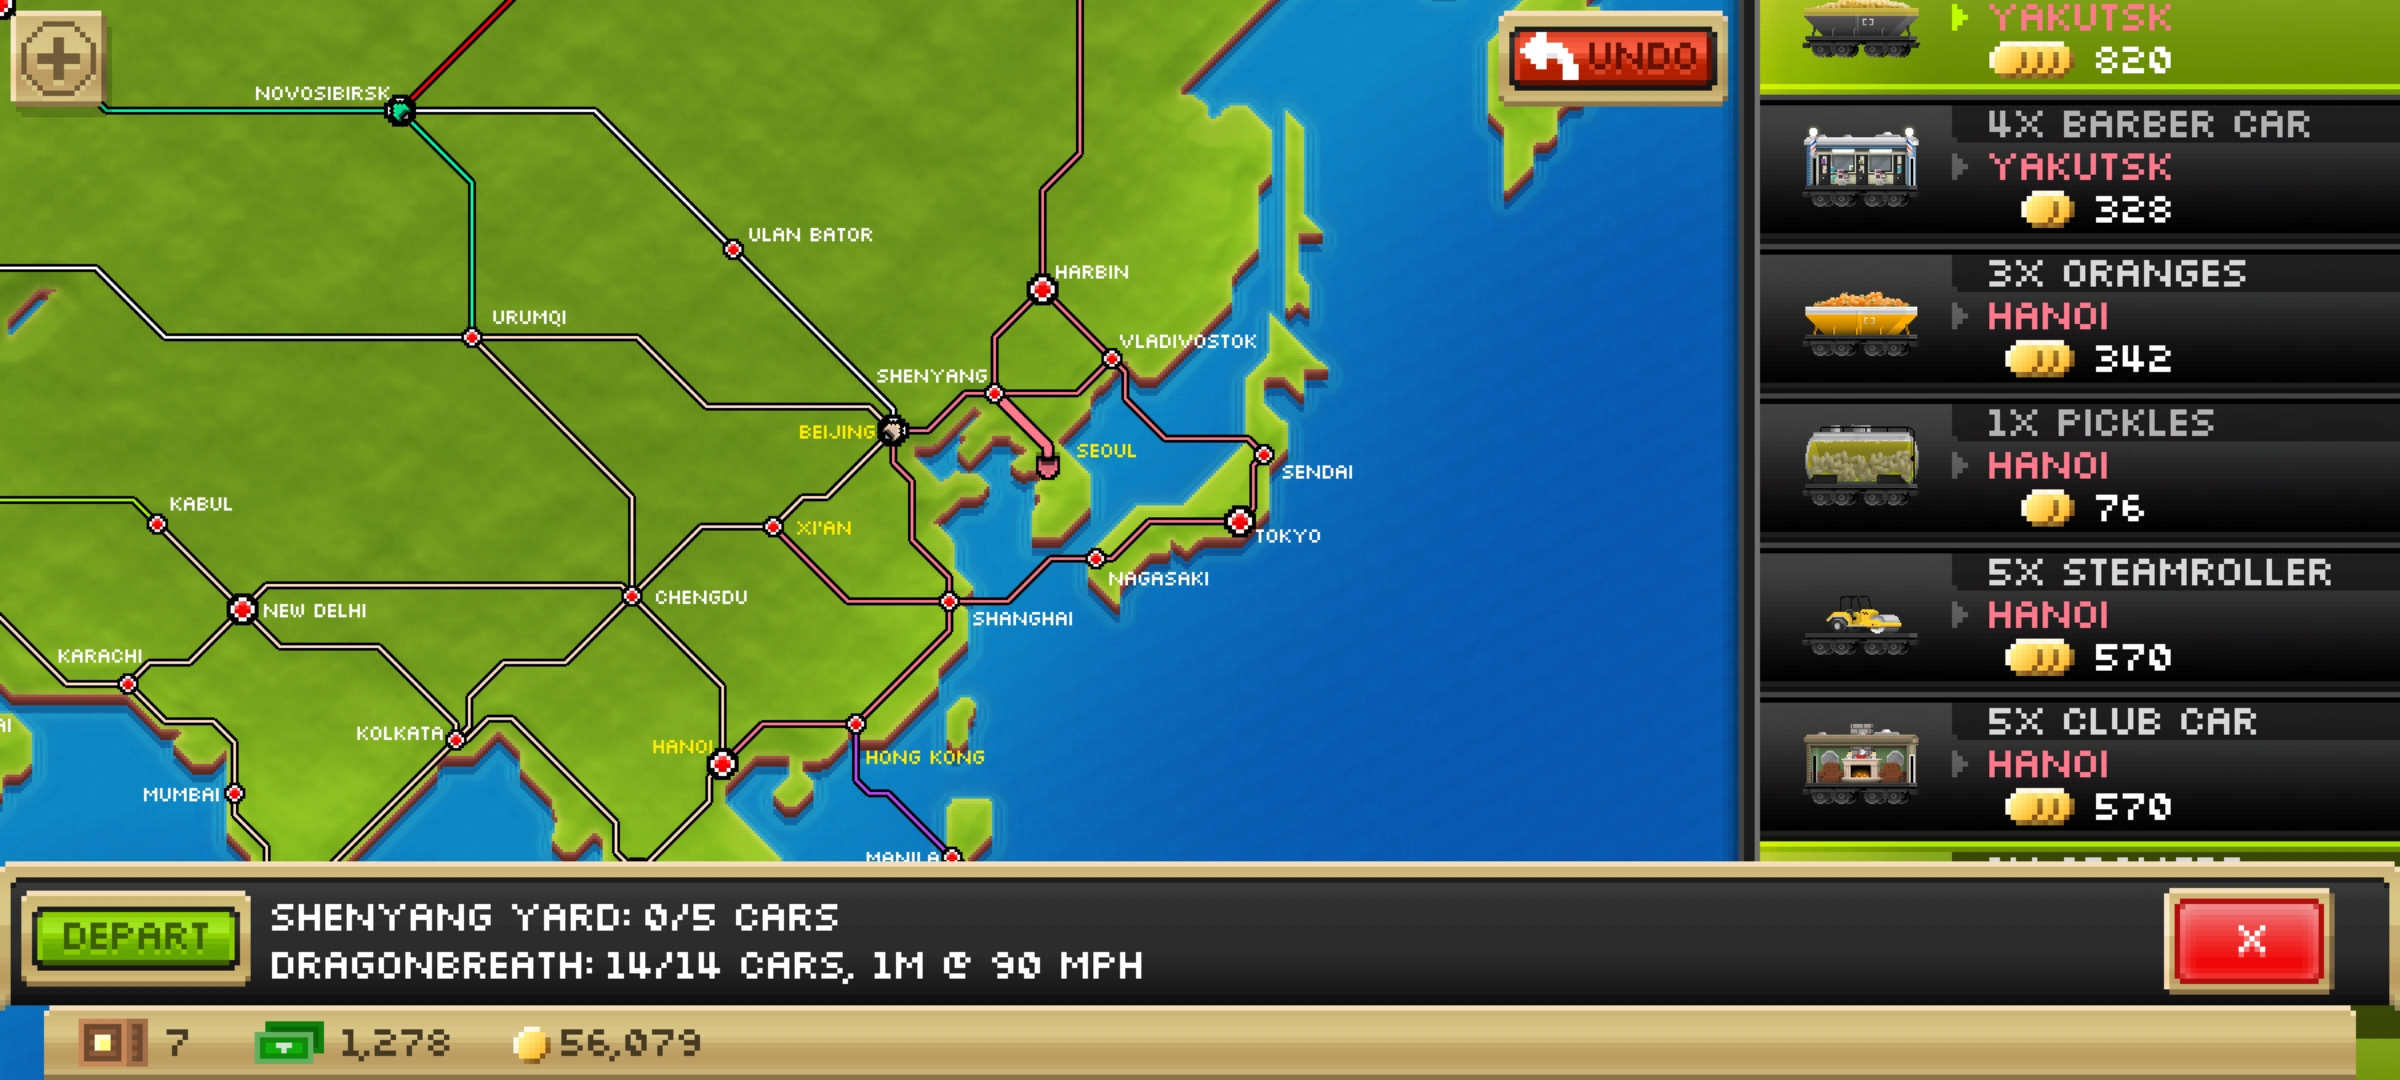 UNDO
NOVOSIBIRSK
ULAN BATOR
HARBIN
URUMQI
VLADIVOSTOK
SHENYANG
BEIJING
SEOUL
SENDAI
KABUL
XI'AN
TOKYO
NAGASAKI
NEW DELHI
CHENGDU
SHANGHAI
KARACHI
KOLKATA
HANOI
HONG KONG
MUMBAI
MANILA
YAKUTSK
820
4X BARBER CAR
YAKUTSK
328
3X ORANGES
HANOI
342
1X PICKLES
HANOI
76
5X STEAMROLLER
HANOI
570
5X CLUB CAR
HANOI
570
DEPART
SHENYANG YARD: 0/5 CARS
DRAGONBREATH: 14/14 CARS, 1M @ 90 MPH
X
7
1,278
56,079